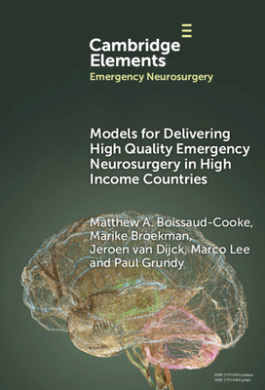 Cambridge
Elements
Emergency Neurosurgery
Models for Delivering
High Quality Emergency
Neurosurgery in High
Income Countries
Matthew A. Boissaud-Cooke,
Marike Broekman,
Jeroen van Dijck, Marco Lee
and Paul Grundy